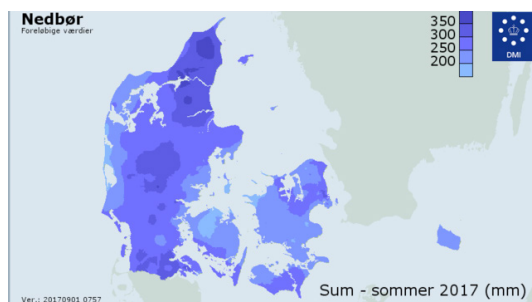 Nedbør
Foreløbige værdier
350
300
250
200
DMI
Sum - sommer 2017 (mm)
Ver.: 20170901 0757